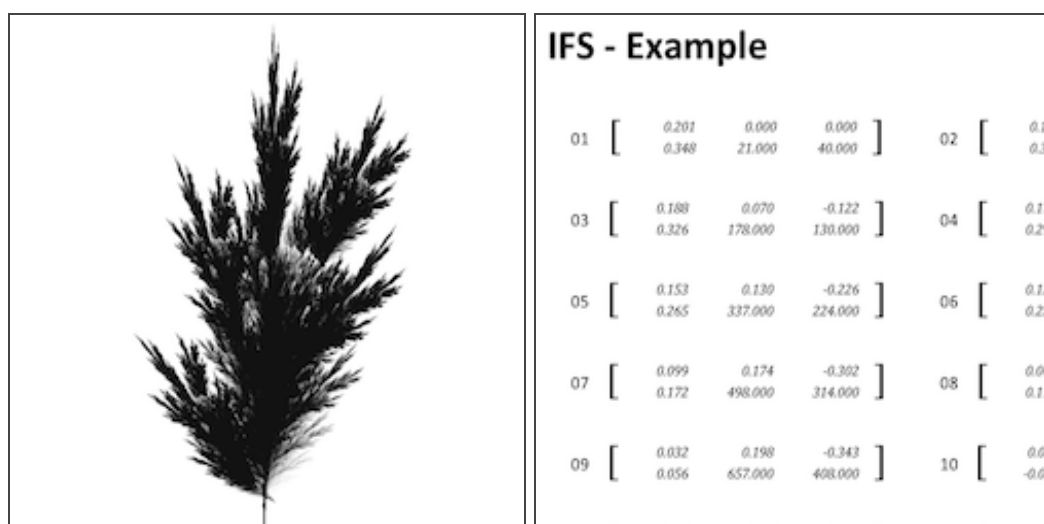 IFS - Example
01 [ 0.201 0.000 0.000 ] 02 [
0.348 21.000 40.000
03 [ 0.188 0.070 -0.122 ] 04 [
0.326 178.000 130.000
05 [ 0.153 0.130 -0.226 ] 06 [
0.265 337.000 224.000
07 [ 0.099 0.174 -0.302 ] 08 [
0.172 498.000 314.000
09 [ 0.032 0.198 -0.343 ] 10 [
0.056 657.000 408.000